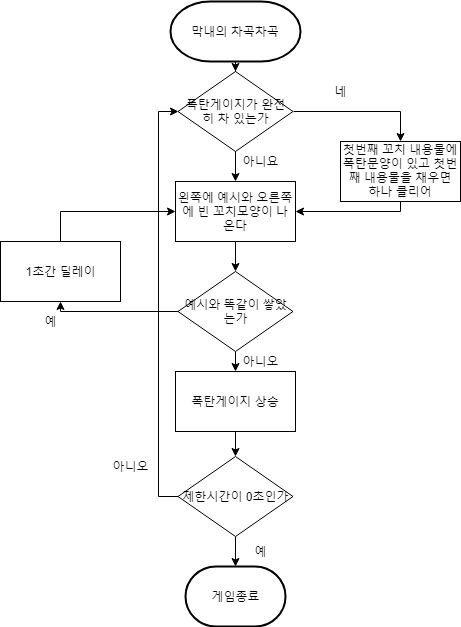 막내의 차곡차곡
폭탄게이지가 완전
히 차 있는가
네
아니요
첫번째 꼬치 내용물에
폭탄문양이 있고 첫번
째 내용물을 채우면
하나 클리어
왼쪽에 예시와 오른쪽
에 빈 꼬치모양이 나
온다
1초간 딜레이
예시와 똑같이 쌓았
는가
예
아니오
폭탄게이지 상승
아니오
제한시간이 0초인가
예
게임종료